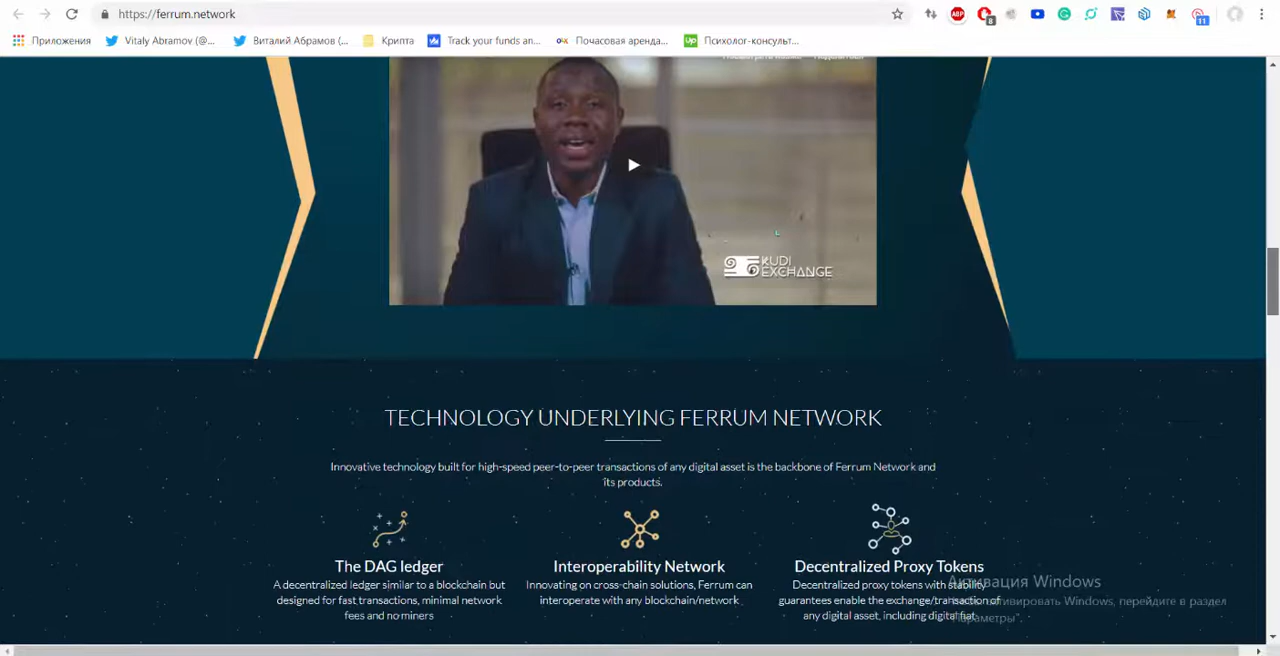 https://ferrum.network
ABP
8
11
Приложения
Vitaly Abramov (@...
Виталий Абрамов (...
Крипта
Track your funds an...
OLX
Почасовая аренда...
Up
Психолог-консульт...
KUDI
EXCHANGE
TECHNOLOGY UNDERLYING FERRUM NETWORK
Innovative technology built for high-speed peer-to-peer transactions of any digital asset is the backbone of Ferrum Network and
its products.
The DAG ledger
A decentralized ledger similar to a blockchain but
designed for fast transactions, minimal network
fees and no miners
Interoperability Network
Innovating on cross-chain solutions, Ferrum can
interoperate with any blockchain/network
Decentralized Proxy Tokens
Decentralized proxy tokens with stability
guarantees enable the exchange/transaction of
any digital asset, including digital fiat.
Активация Windows
активировать Windows, перейдите в раздел
"Параметры".